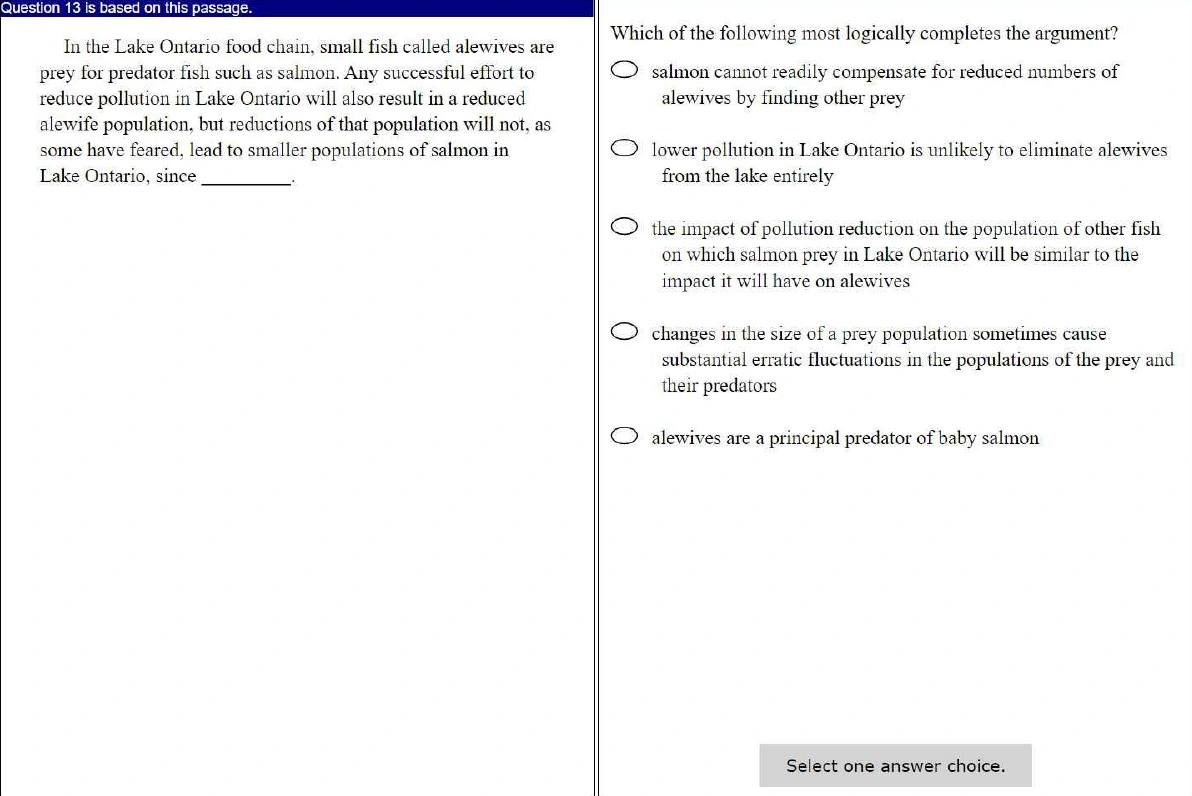 Question 13 is based on this passage.
In the Lake Ontario food chain, small fish called alewives are
prey for predator fish such as salmon. Any successful effort to
reduce pollution in Lake Ontario will also result in a reduced
alewife population, but reductions of that population will not, as
some have feared, lead to smaller populations of salmon in
Lake Ontario, since __________.
Which of the following most logically completes the argument?
salmon cannot readily compensate for reduced numbers of
alewives by finding other prey
lower pollution in Lake Ontario is unlikely to eliminate alewives
from the lake entirely
the impact of pollution reduction on the population of other fish
on which salmon prey in Lake Ontario will be similar to the
impact it will have on alewives
changes in the size of a prey population sometimes cause
substantial erratic fluctuations in the populations of the prey and
their predators
alewives are a principal predator of baby salmon
Select one answer choice.